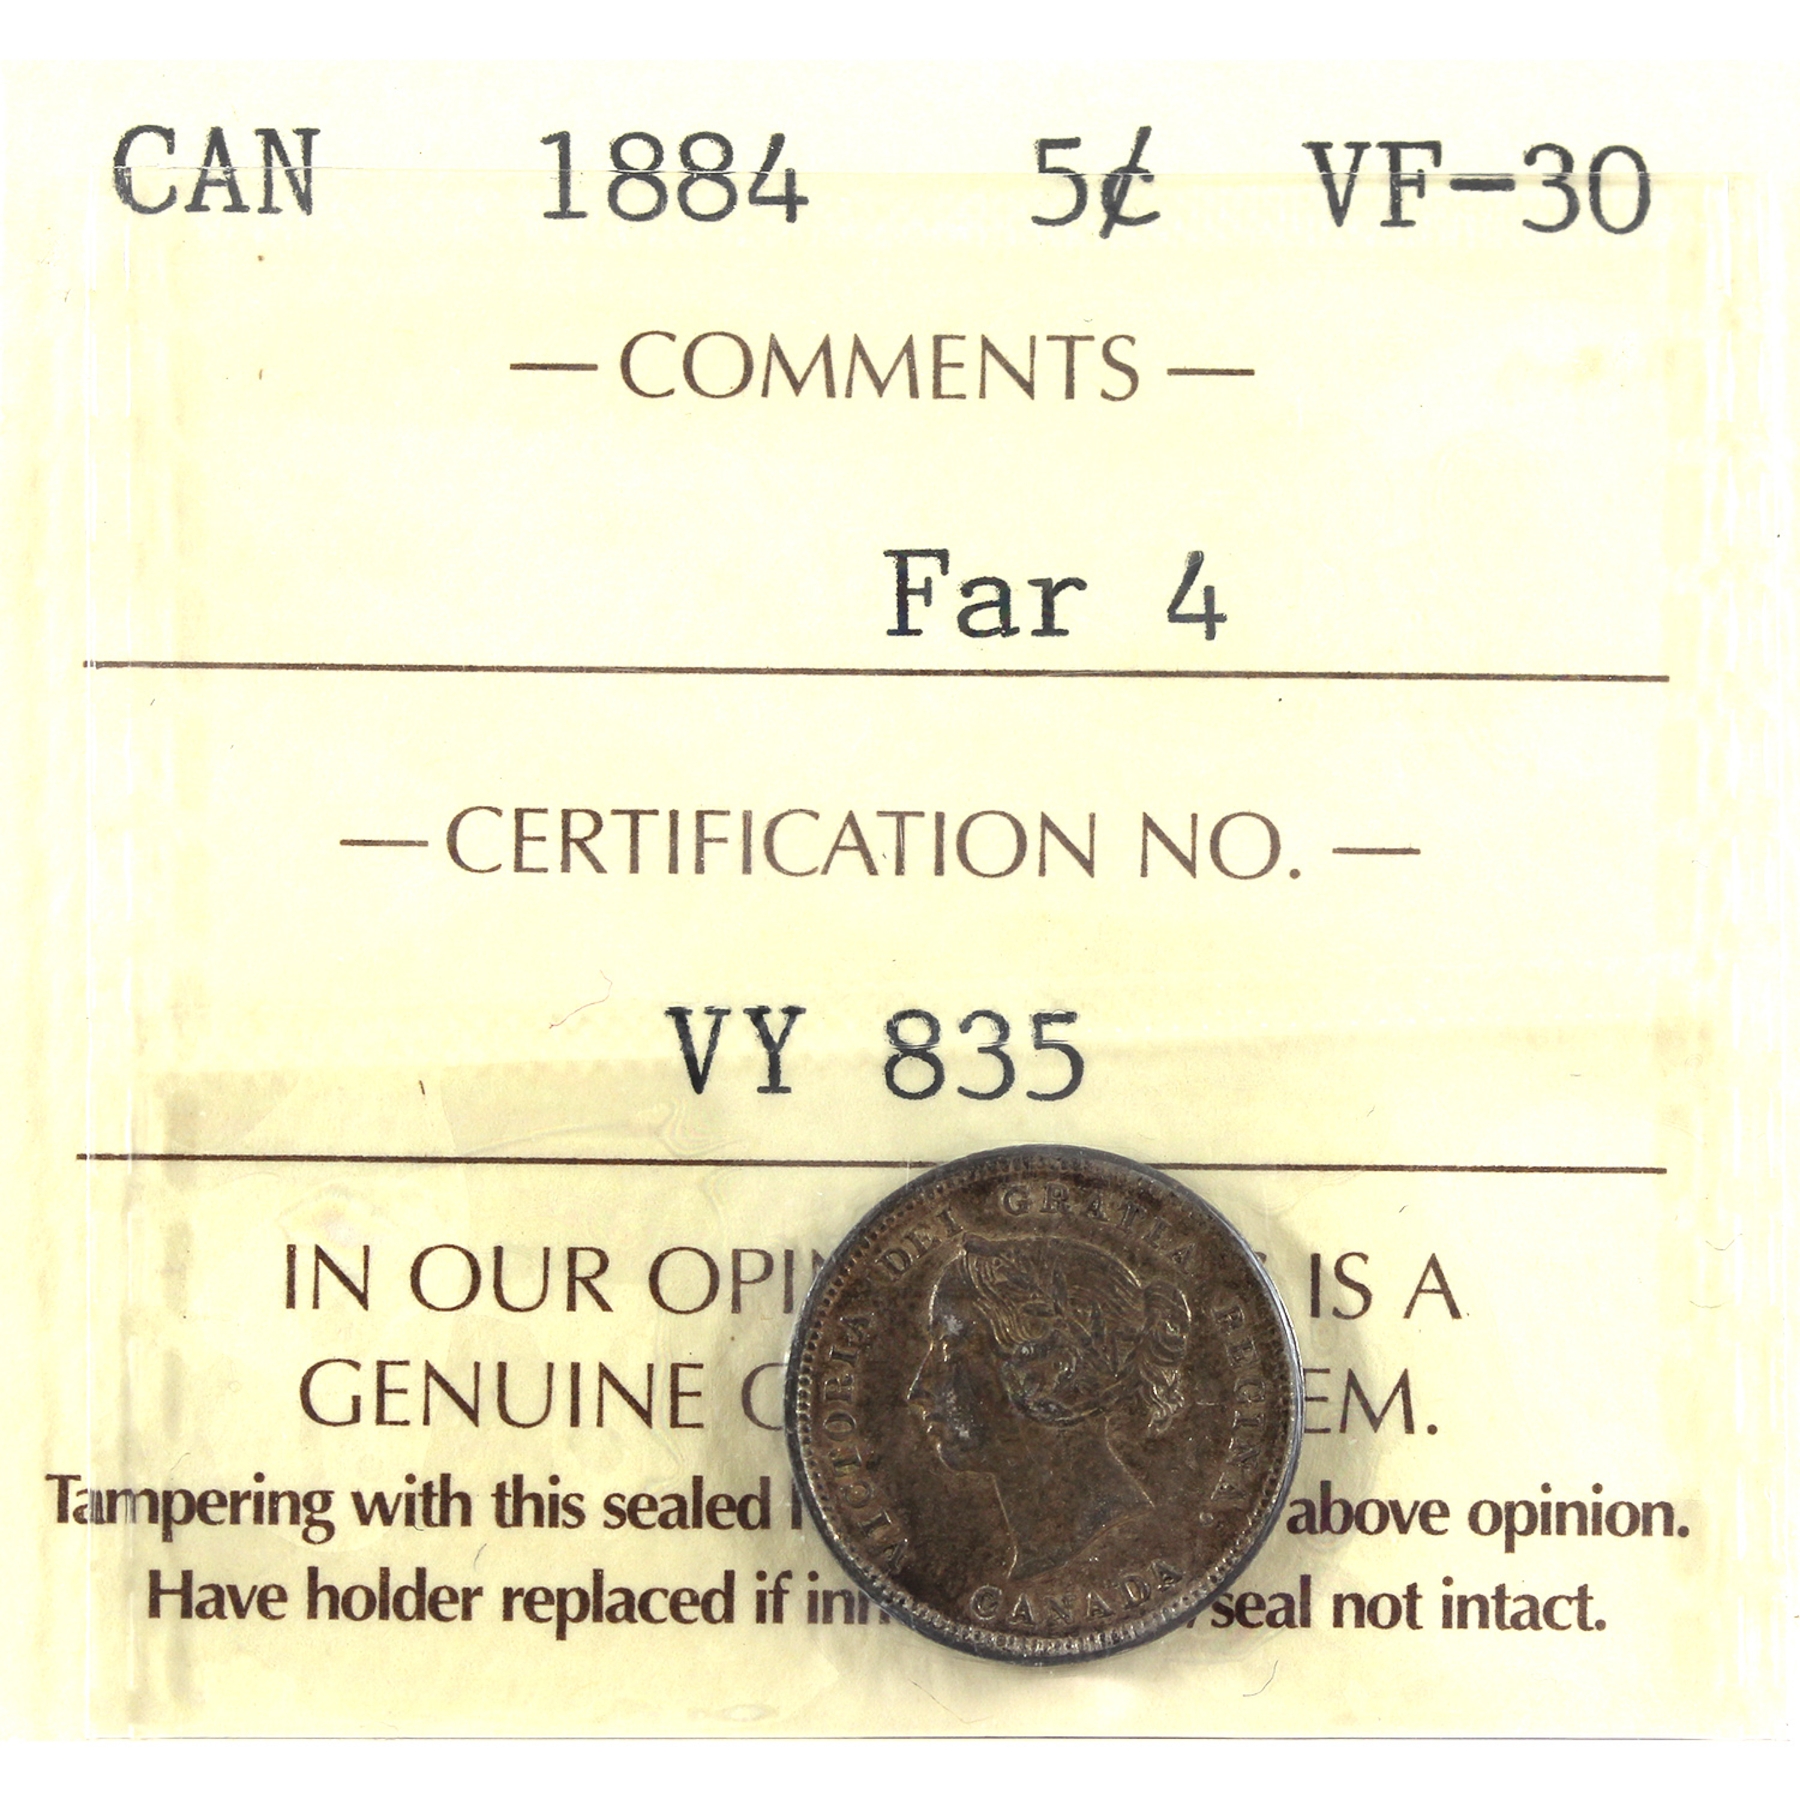 CAN 1884 5¢ VF-30
— COMMENTS —
Far 4
— CERTIFICATION NO. —
VY 835
IN OUR OPI IS A
GENUINE EM.
Tampering with this sealed above opinion.
Have holder replaced if inn /seal not intact.
VICTORIA DEI GRATIA REGINA.
CANADA